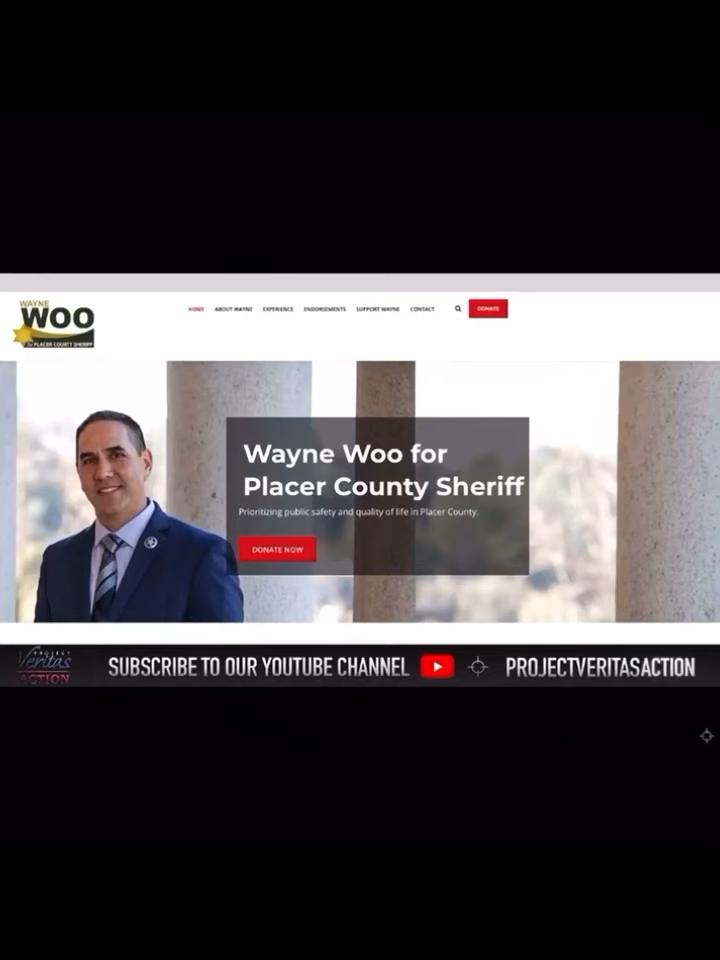 WAYNE
WOO
for PLACER COUNTY SHERIFF
HOME ABOUT WAYNE EXPERIENCE ENDORSEMENTS SUPPORT WAYNE CONTACT DONATE
Wayne Woo for
Placer County Sheriff
Prioritizing public safety and quality of life in Placer County.
DONATE NOW
PROJECT
Veritas
ACTION
SUBSCRIBE TO OUR YOUTUBE CHANNEL PROJECTVERITASACTION